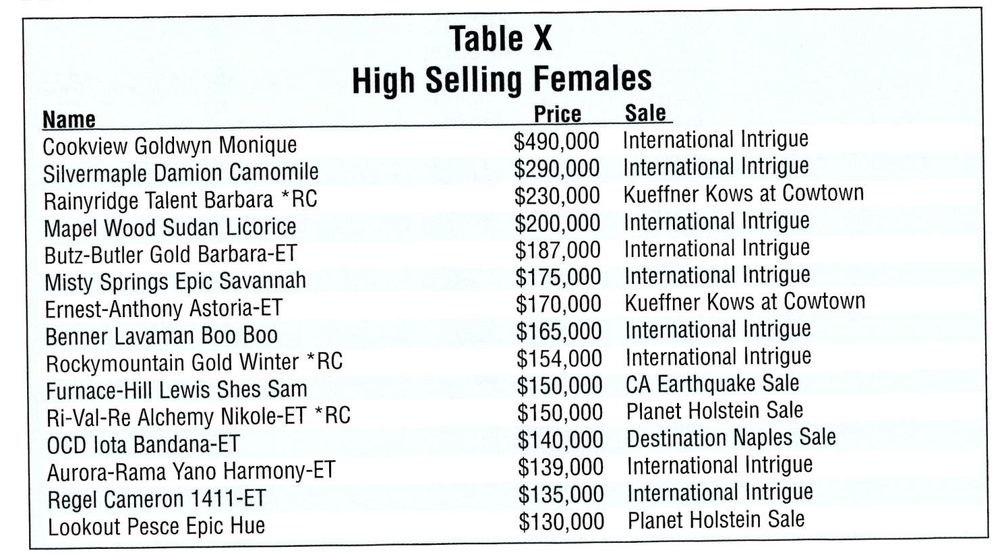 Table X
High Selling Females
Name Price Sale
Cookview Goldwyn Monique $490,000 International Intrigue
Silvermaple Damion Camomile $290,000 International Intrigue
Rainyridge Talent Barbara *RC $230,000 Kueffner Kows at Cowtown
Mapel Wood Sudan Licorice $200,000 International Intrigue
Butz-Butler Gold Barbara-ET $187,000 International Intrigue
Misty Springs Epic Savannah $175,000 International Intrigue
Ernest-Anthony Astoria-ET $170,000 Kueffner Kows at Cowtown
Benner Lavaman Boo Boo $165,000 International Intrigue
Rockymountain Gold Winter *RC $154,000 International Intrigue
Furnace-Hill Lewis Shes Sam $150,000 CA Earthquake Sale
Ri-Val-Re Alchemy Nikole-ET *RC $150,000 Planet Holstein Sale
OCD Iota Bandana-ET $140,000 Destination Naples Sale
Aurora-Rama Yano Harmony-ET $139,000 International Intrigue
Regel Cameron 1411-ET $135,000 International Intrigue
Lookout Pesce Epic Hue $130,000 Planet Holstein Sale